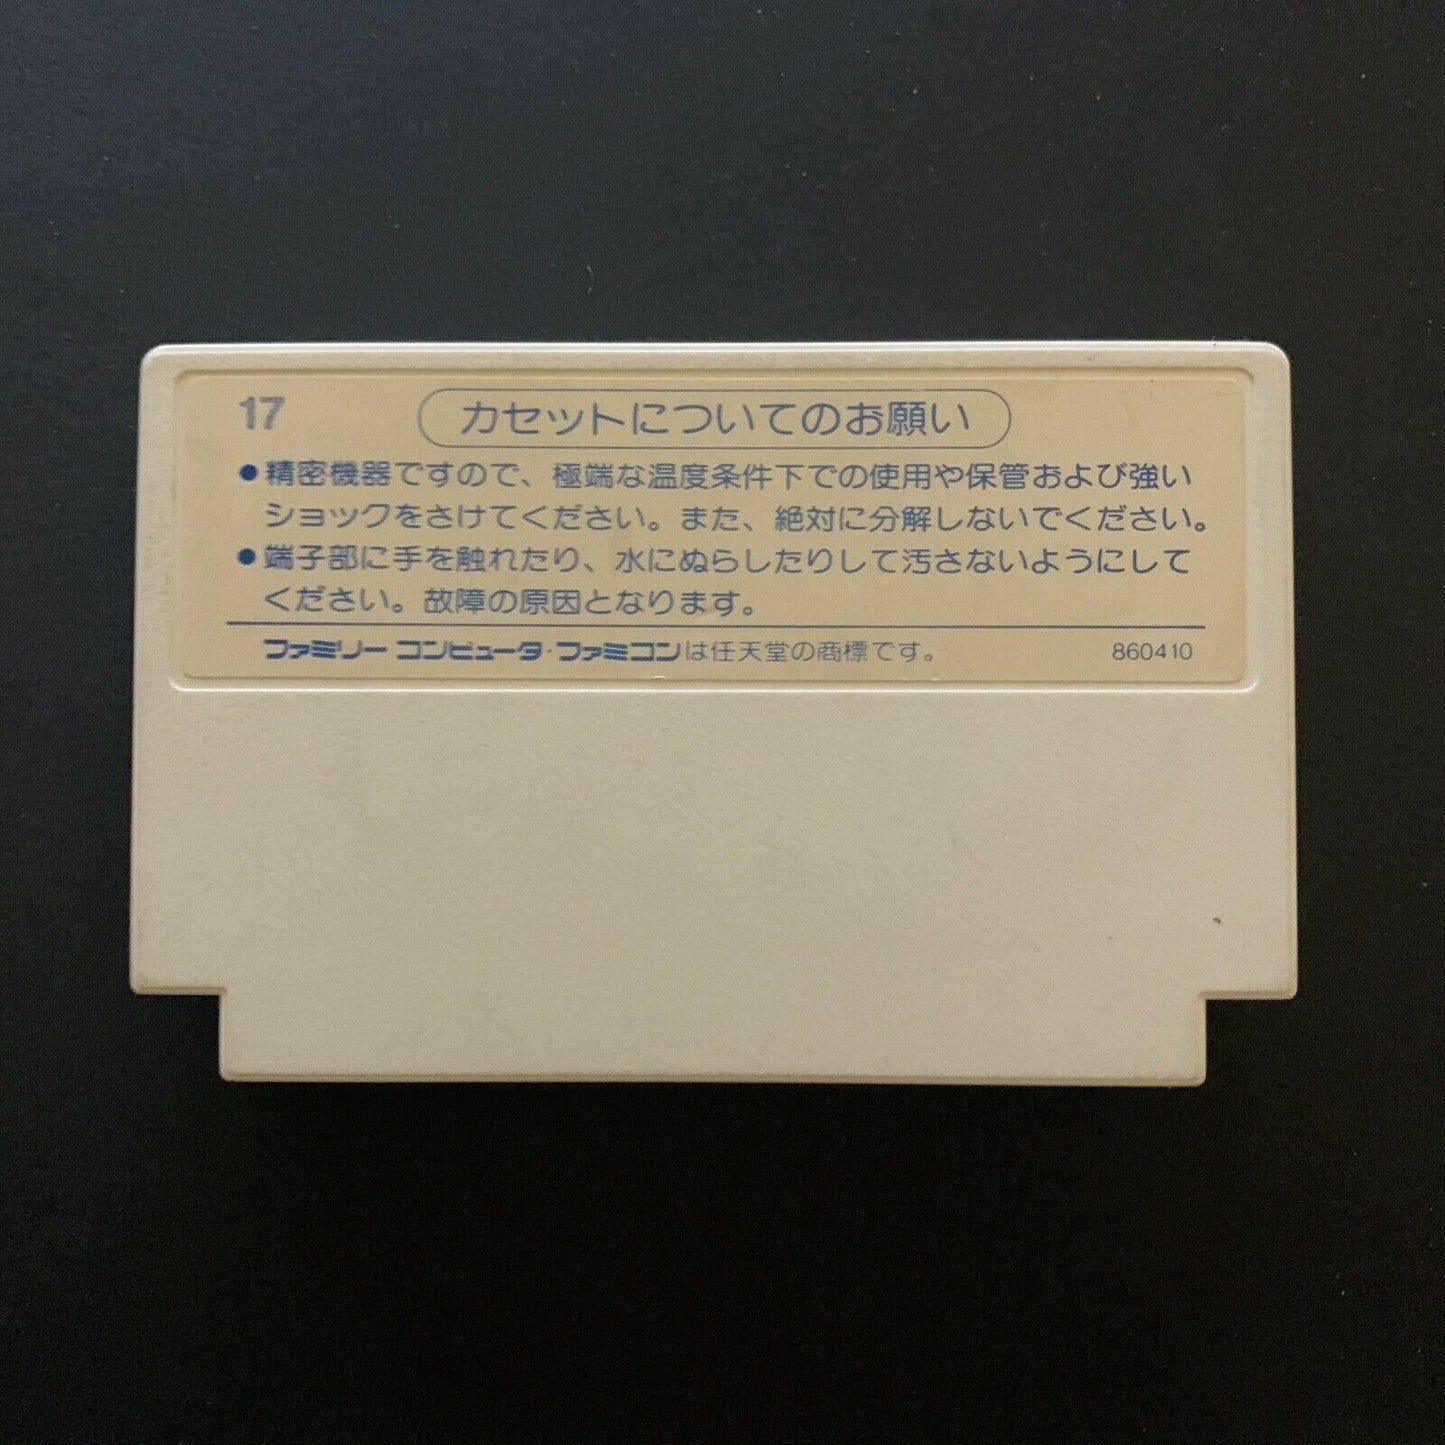 17
カセットについてのお願い
●精密機器ですので、極端な温度条件下での使用や保管および強い
ショックをさけてください。また、絶対に分解しないでください。
●端子部に手を触れたり、水にぬらしたりして汚さないようにして
ください。故障の原因となります。
ファミリー コンピュータ・ファミコンは任天堂の商標です。 860410